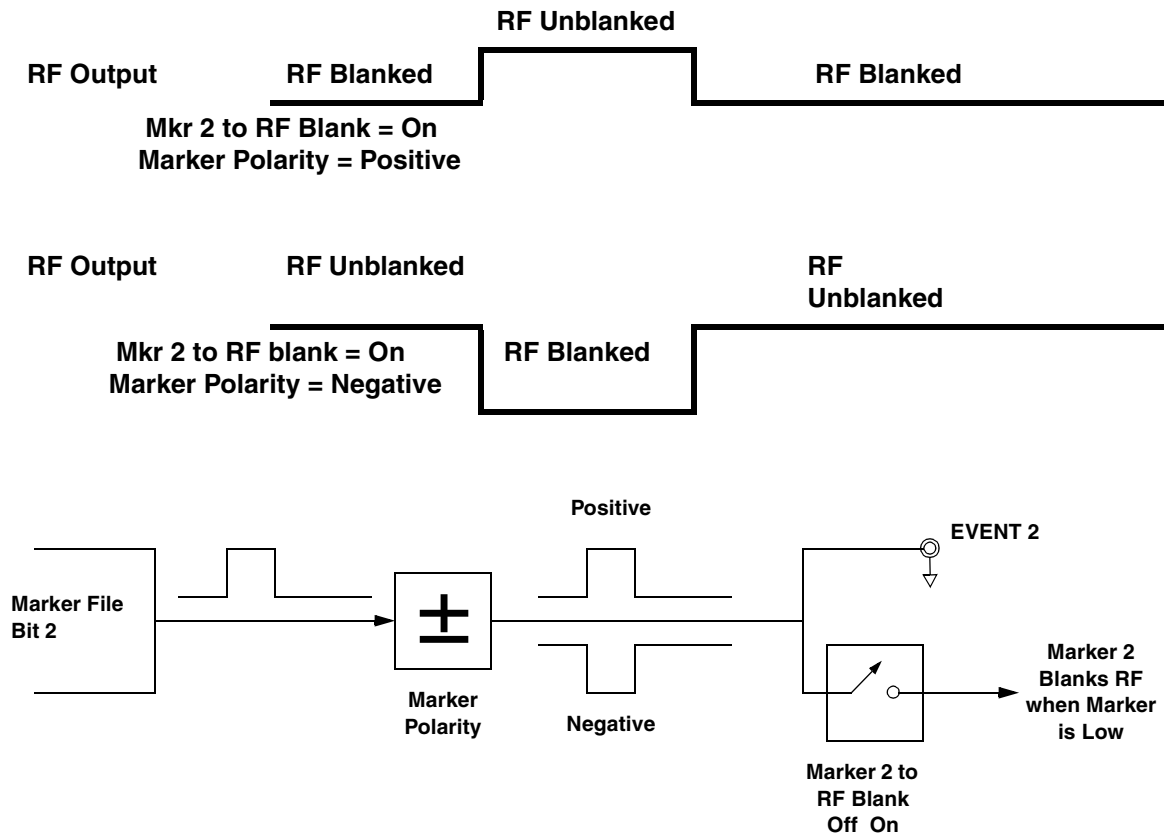 RF Unblanked
RF Output
RF Blanked
RF Blanked
Mkr 2 to RF Blank = On
Marker Polarity = Positive
RF Output
RF Unblanked
RF
Unblanked
Mkr 2 to RF blank = On
Marker Polarity = Negative
RF Blanked
Marker File
Bit 2
±
Marker
Polarity
Positive
Negative
EVENT 2
Marker 2 to
RF Blank
Off On
Marker 2
Blanks RF
when Marker
is Low